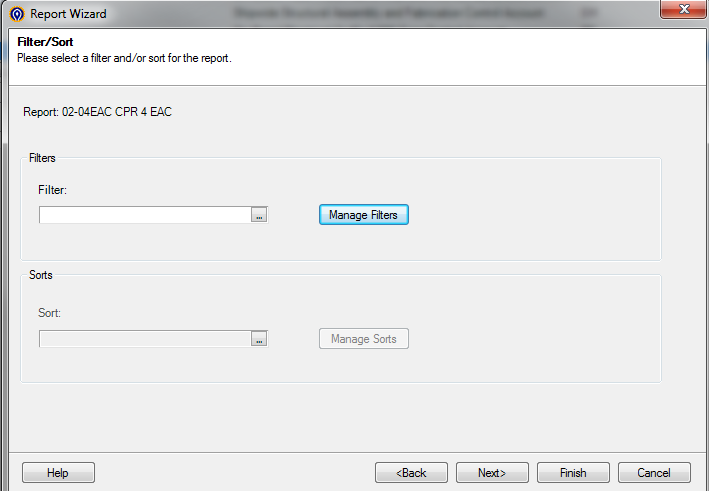 Report Wizard
Filter/Sort
Please select a filter and/or sort for the report.
Report: 02-04EAC CPR 4 EAC
Filters
Filter:
...
Manage Filters
Sorts
Sort:
...
Manage Sorts
Help
<Back
Next>
Finish
Cancel